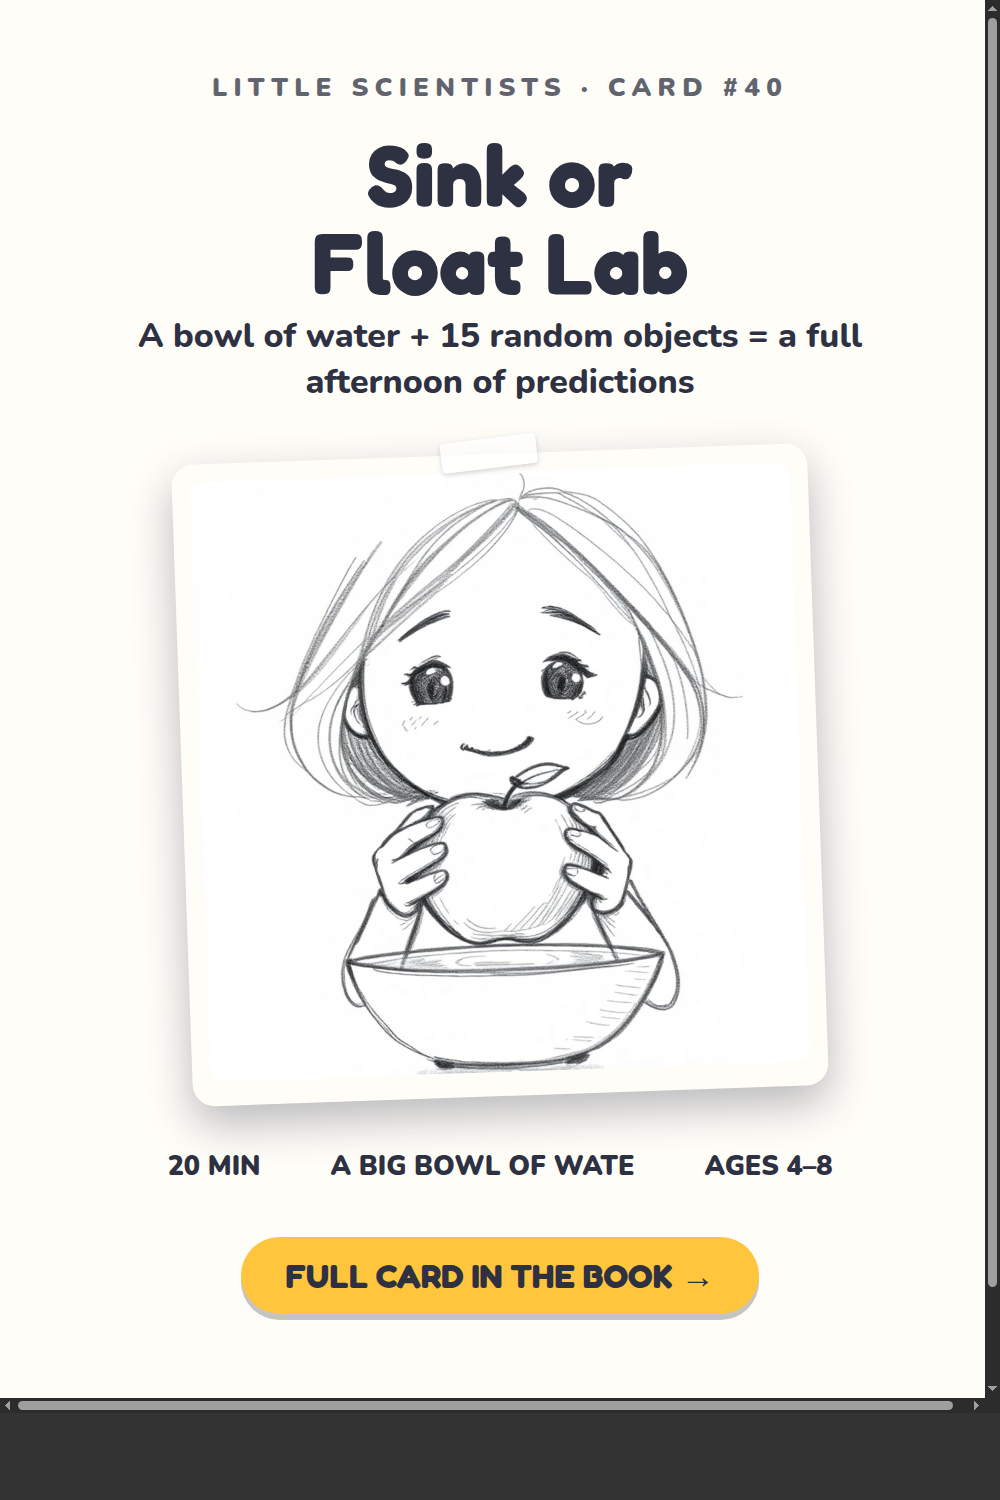 LITTLE SCIENTISTS · CARD #40
Sink or
Float Lab
A bowl of water + 15 random objects = a full
afternoon of predictions
20 MIN
A BIG BOWL OF WATE
AGES 4–8
FULL CARD IN THE BOOK →